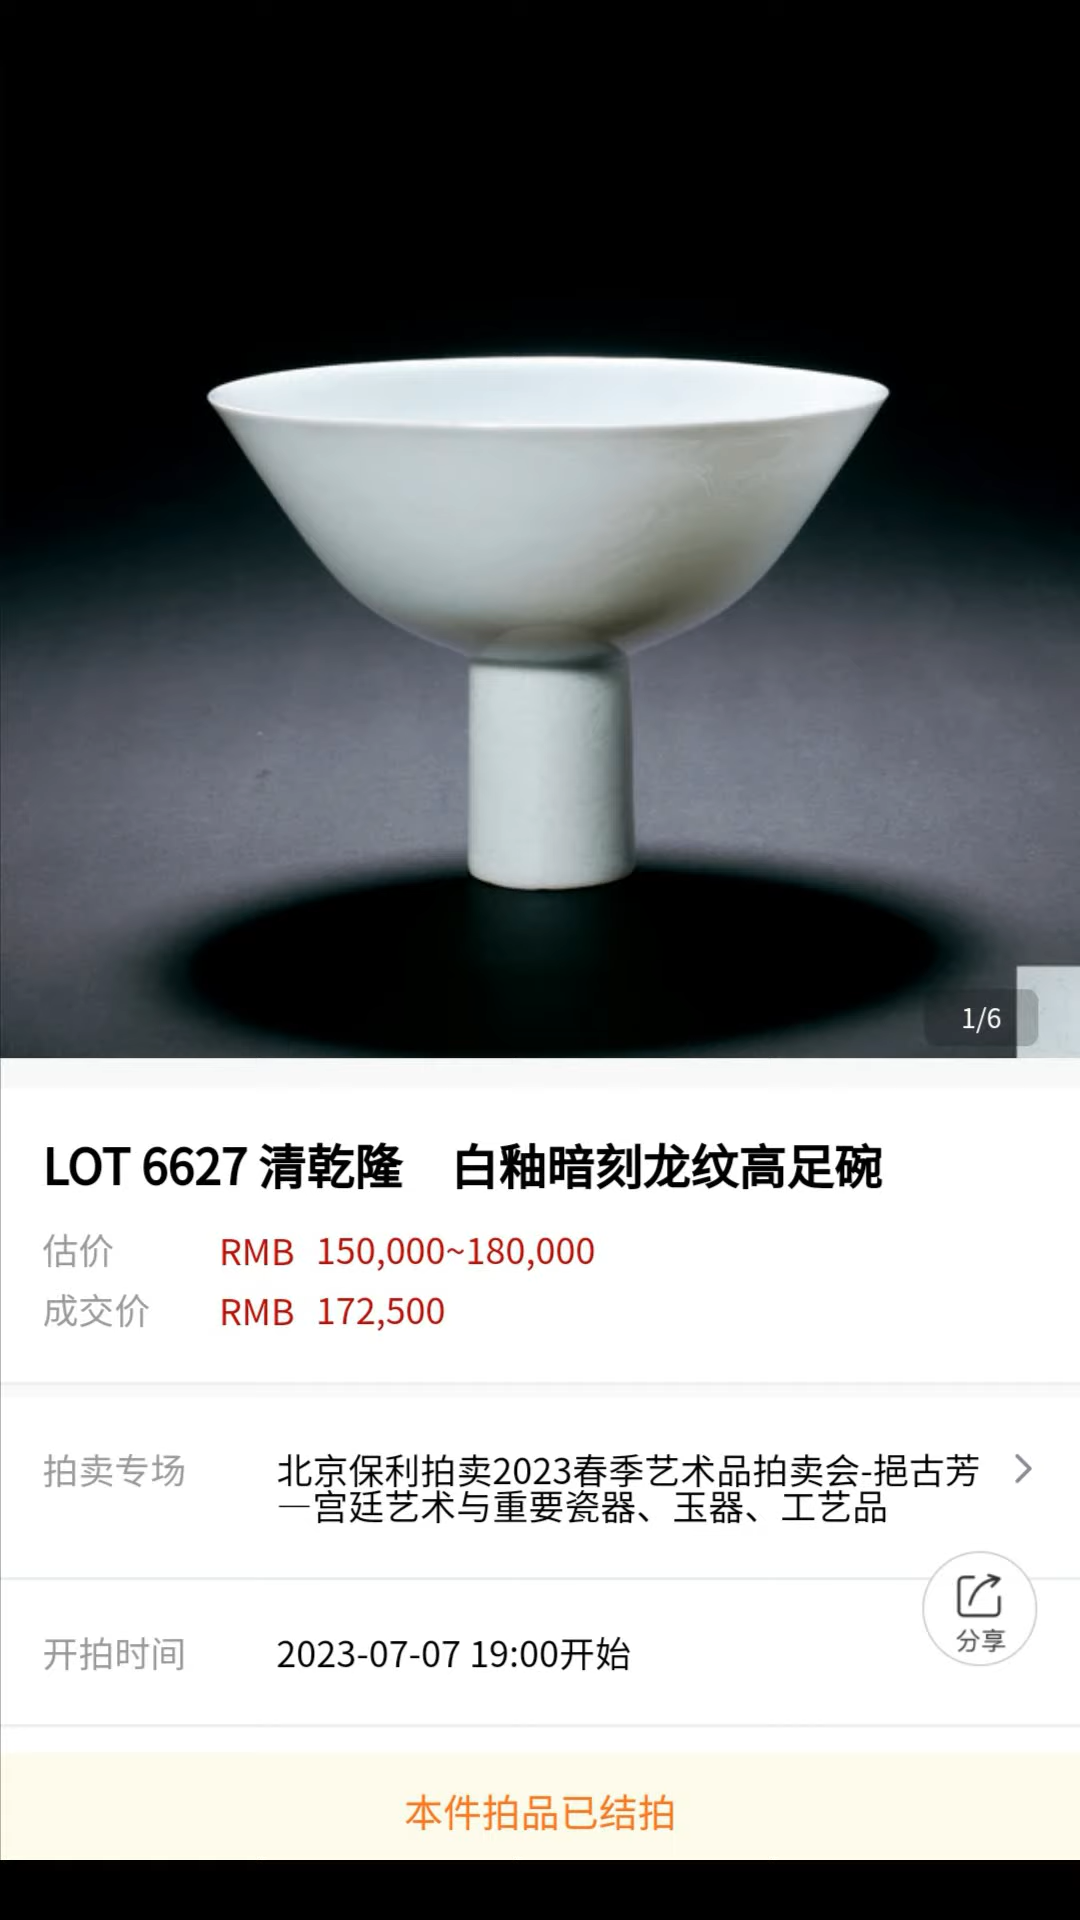 1/6
LOT 6627 清乾隆　白釉暗刻龙纹高足碗
估价 RMB 150,000~180,000
成交价 RMB 172,500
拍卖专场 北京保利拍卖2023春季艺术品拍卖会-挹古芳
—宫廷艺术与重要瓷器、玉器、工艺品
分享
开拍时间 2023-07-07 19:00开始
本件拍品已结拍